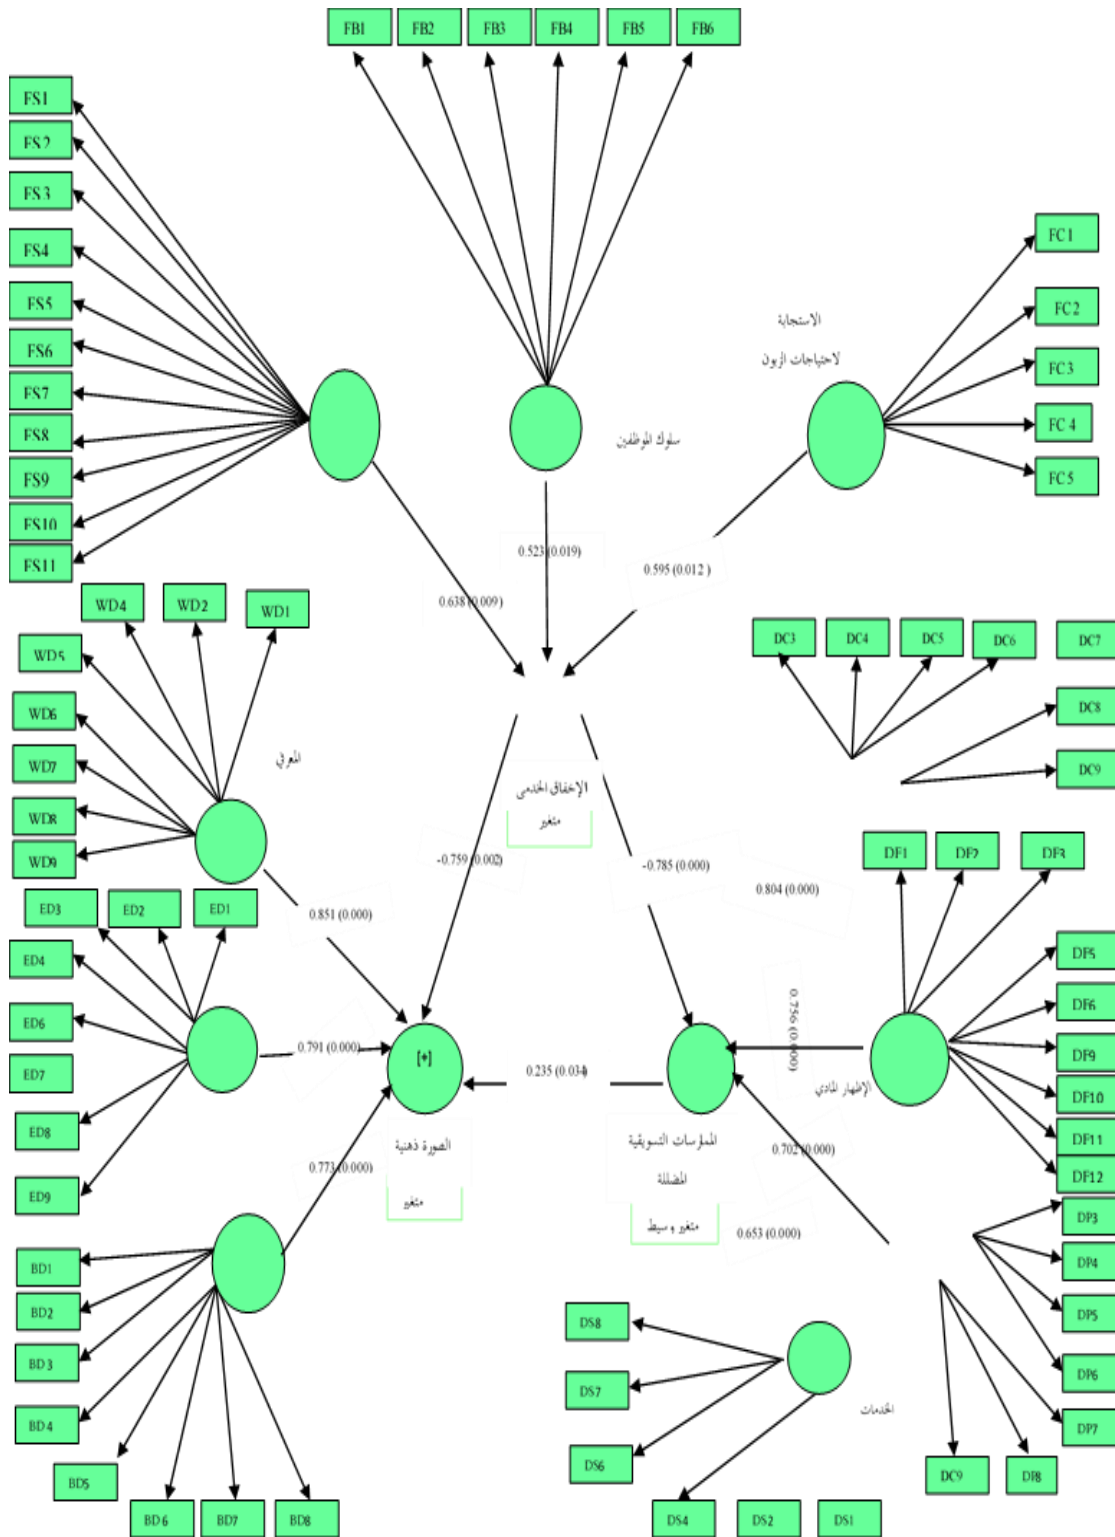 FB1 FB2 FB3 FB4 FB5 FB6
FS1
FS2
FS3
FS4
FS5
FS6
FS7
FS8
FS9
FS10
FS11
الاستجابة
لاحتياجات الزبون
سلوك الموظفين
FC1
FC2
FC3
FC4
FC5
0.638 (0.009)
0.523 (0.019)
0.595 (0.012)
WD4 WD2 WD1
WD5
WD6
WD7
WD8
WD9
المعرفي
DC3 DC4 DC5 DC6 DC7
DC8
DC9
الإخفاق الخدمي
متغير
-0.759 (0.002)
-0.785 (0.000)
0.804 (0.000)
0.851 (0.000)
DF1 DF2 DF3
DF5
DF6
DF9
DF10
DF11
DF12
ED3 ED2 ED1
ED4
ED6
ED7
ED8
ED9
0.791 (0.000)
[+]
0.235 (0.034)
0.756 (0.000)
الإظهار المادي
الصورة ذهنية
متغير
الممارسات التسويقية
المضللة
متغير وسيط
0.702 (0.000)
0.773 (0.000)
0.653 (0.000)
DP3
DP4
DP5
DP6
DP7
DC9 DP8
BD1
BD2
BD3
BD4
BD5
BD6 BD7 BD8
DS8
DS7
DS6
DS4 DS2 DS1
الخدمات